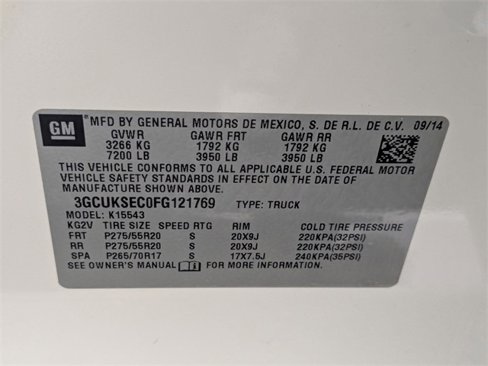 GM
MFD BY GENERAL MOTORS DE MEXICO, S. DE R.L. DE C.V. 09/14
GVWR GAWR FRT GAWR RR
3266 KG 1792 KG 1792 KG
7200 LB 3950 LB 3950 LB
THIS VEHICLE CONFORMS TO ALL APPLICABLE U.S. FEDERAL MOTOR
VEHICLE SAFETY STANDARDS IN EFFECT ON THE DATE OF
MANUFACTURE SHOWN ABOVE.
3GCUKSEC0FG121769 TYPE: TRUCK
MODEL: K15543
KG2V TIRE SIZE SPEED RTG RIM COLD TIRE PRESSURE
FRT P275/55R20 S 20X9J 220KPA(32PSI)
RR P275/55R20 S 20X9J 220KPA(32PSI)
SPA P265/70R17 S 17X7.5J 240KPA(35PSI)
SEE OWNER'S MANUAL FOR MORE INFORMATION.